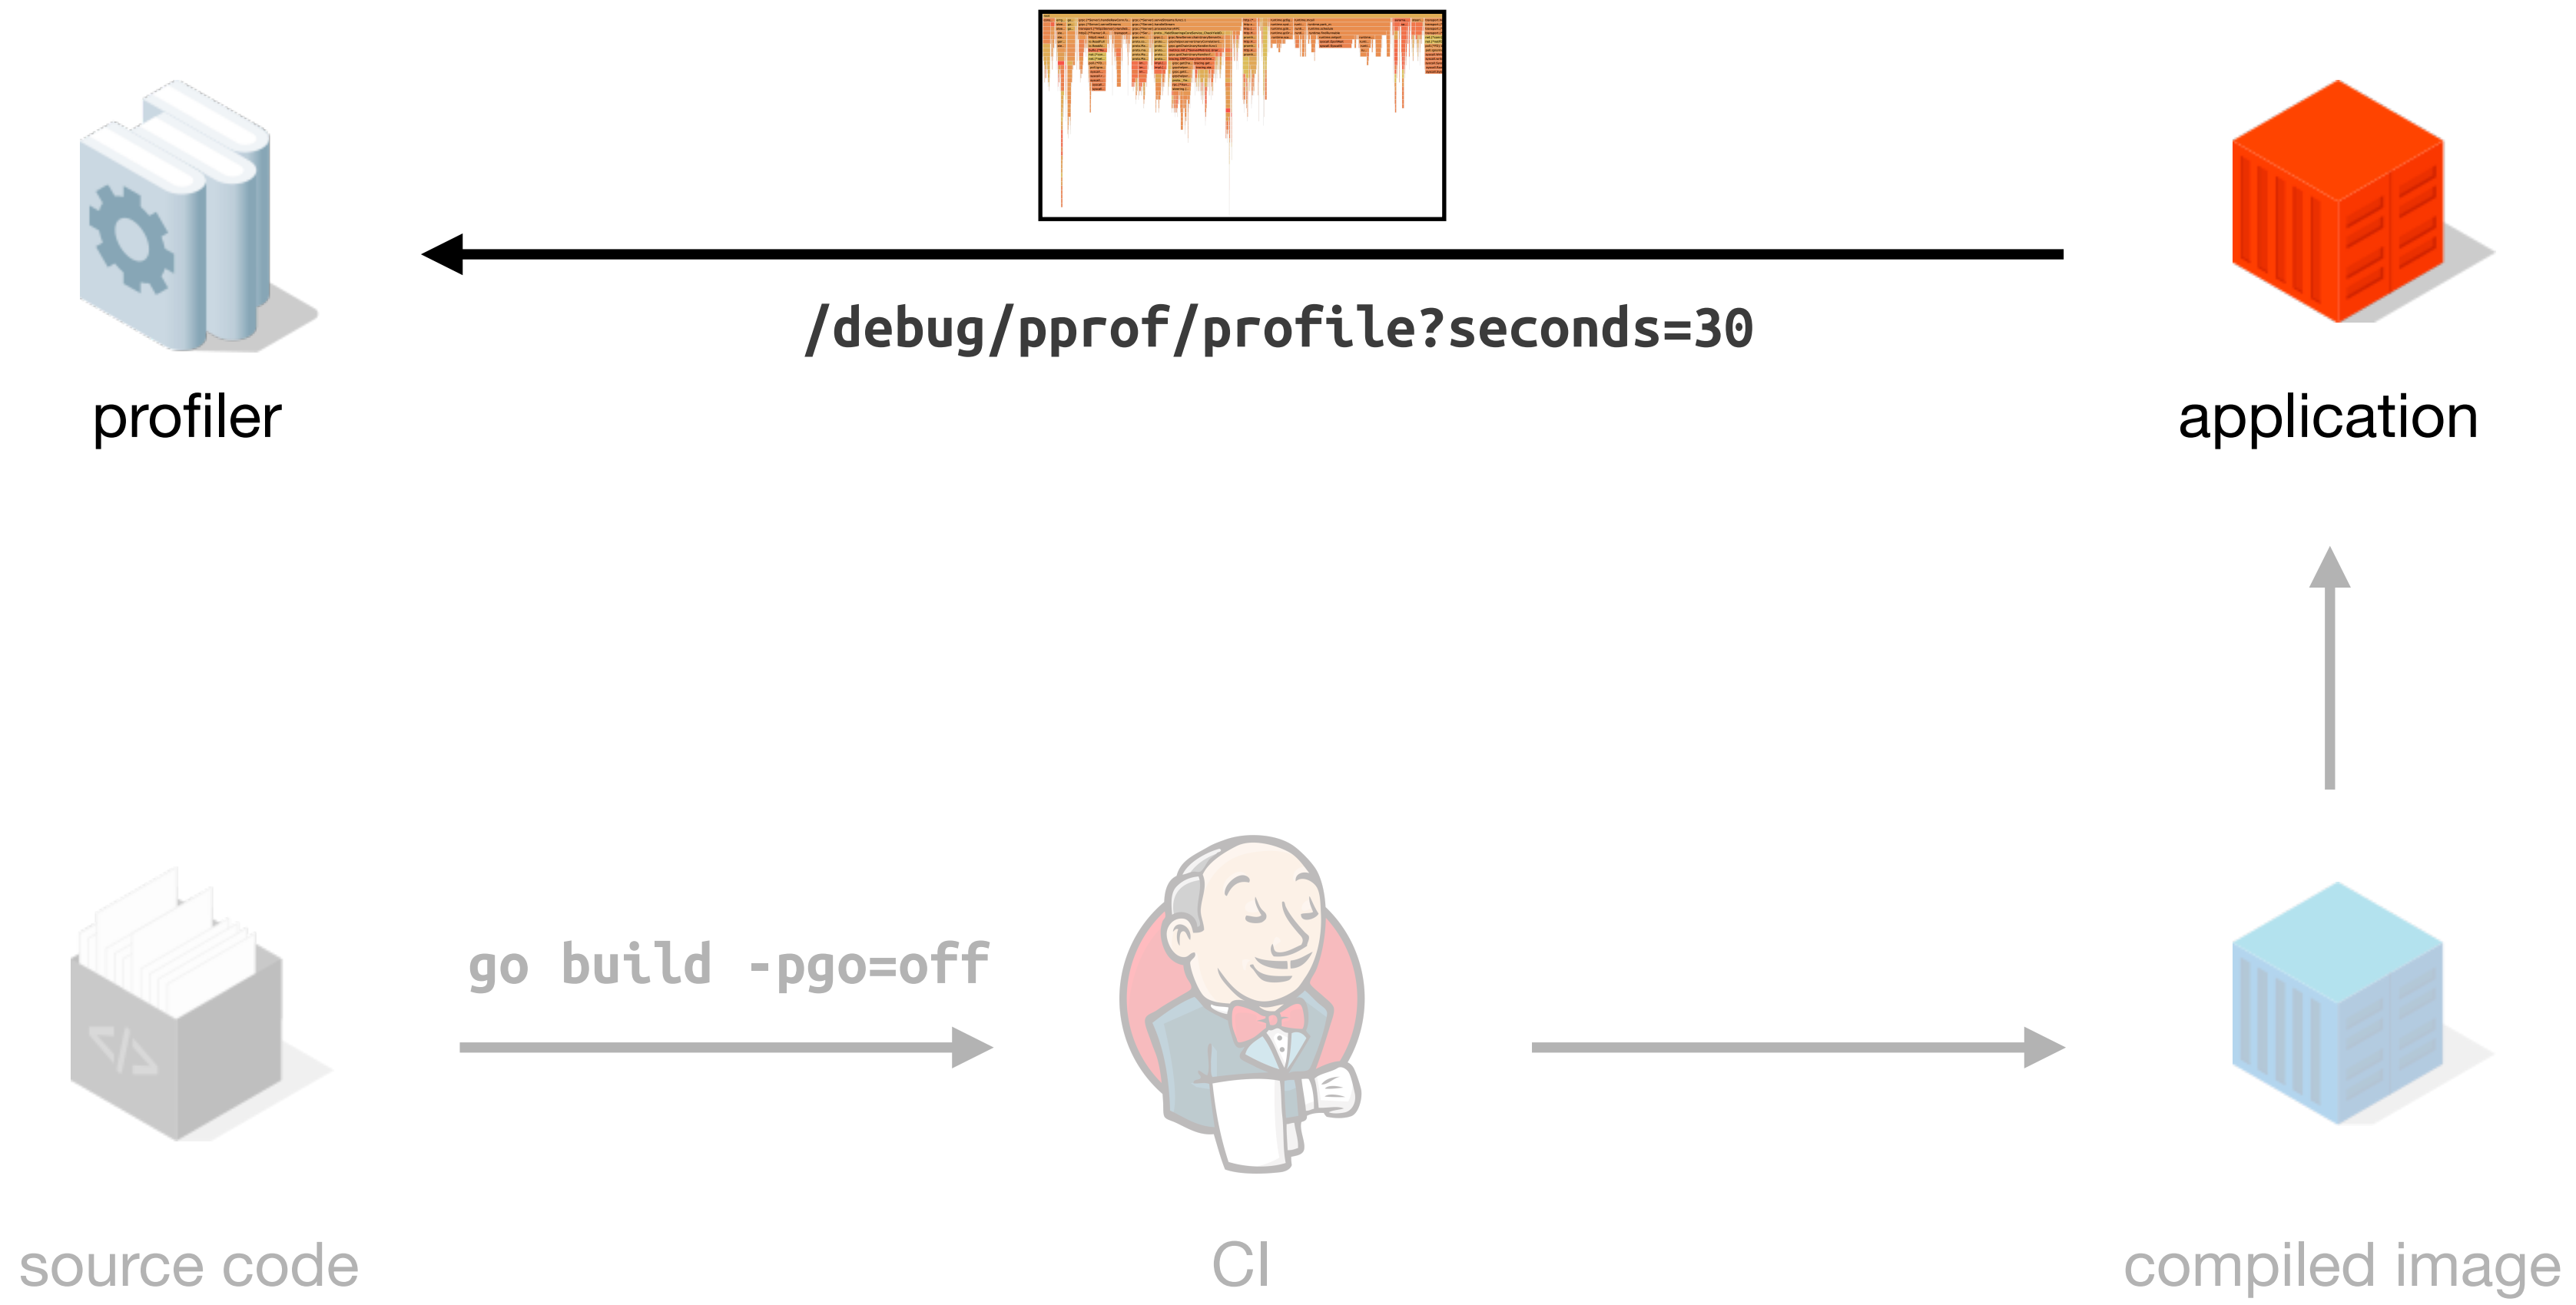 /debug/pprof/profile?seconds=30
profiler
application
go build -pgo=off
source code
CI
compiled image